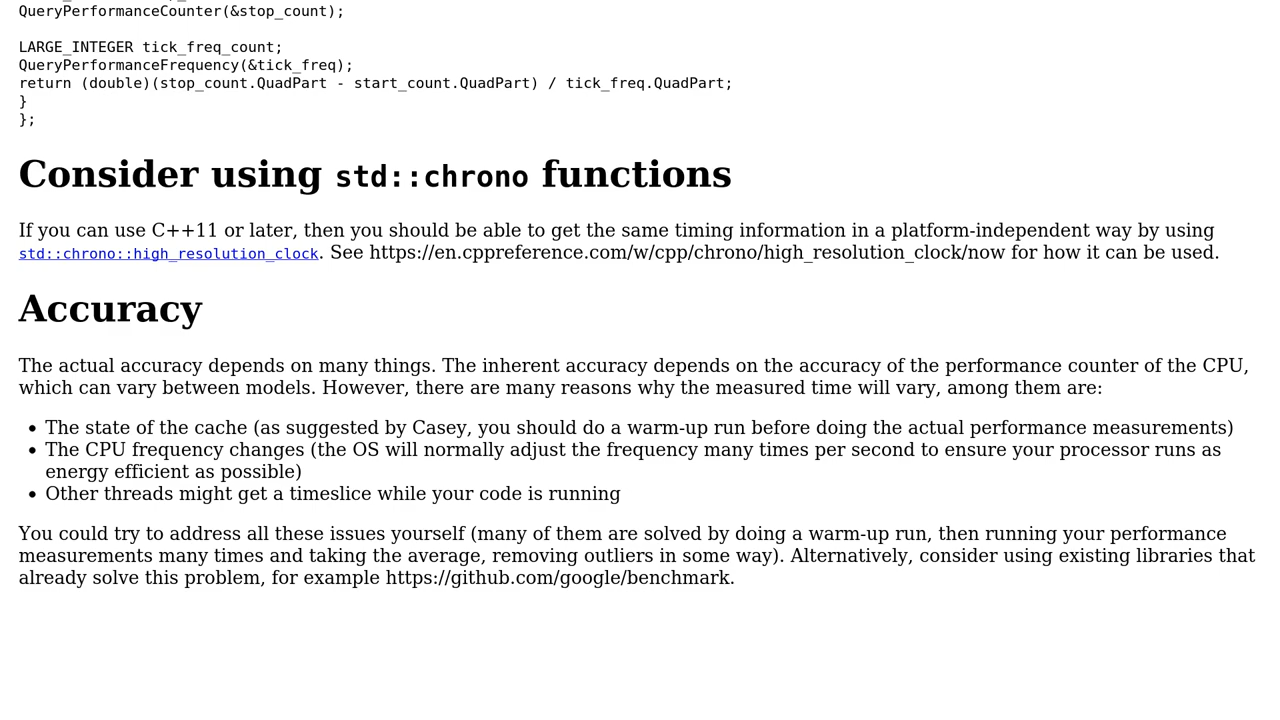 QueryPerformanceCounter(&stop_count);
LARGE_INTEGER tick_freq_count;
QueryPerformanceFrequency(&tick_freq);
return (double)(stop_count.QuadPart - start_count.QuadPart) / tick_freq.QuadPart;
}
};
Consider using std::chrono functions
If you can use C++11 or later, then you should be able to get the same timing information in a platform-independent way by using
std::chrono::high_resolution_clock. See https://en.cppreference.com/w/cpp/chrono/high_resolution_clock/now for how it can be used.
Accuracy
The actual accuracy depends on many things. The inherent accuracy depends on the accuracy of the performance counter of the CPU,
which can vary between models. However, there are many reasons why the measured time will vary, among them are:
• The state of the cache (as suggested by Casey, you should do a warm-up run before doing the actual performance measurements)
• The CPU frequency changes (the OS will normally adjust the frequency many times per second to ensure your processor runs as
energy efficient as possible)
• Other threads might get a timeslice while your code is running
You could try to address all these issues yourself (many of them are solved by doing a warm-up run, then running your performance
measurements many times and taking the average, removing outliers in some way). Alternatively, consider using existing libraries that
already solve this problem, for example https://github.com/google/benchmark.